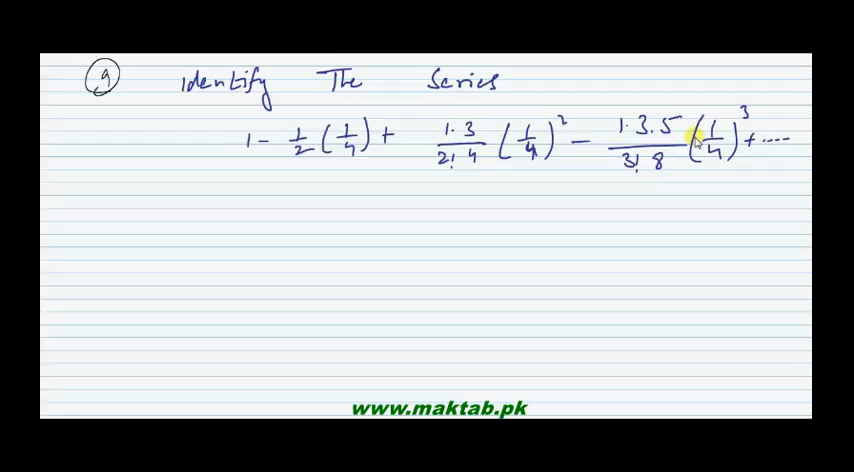 9 Identify The Series
1 - 1/2 (1/4) + 1·3/2! 4 (1/4)^2 - 1·3·5/3! 8 (1/4)^3 + ----
www.maktab.pk